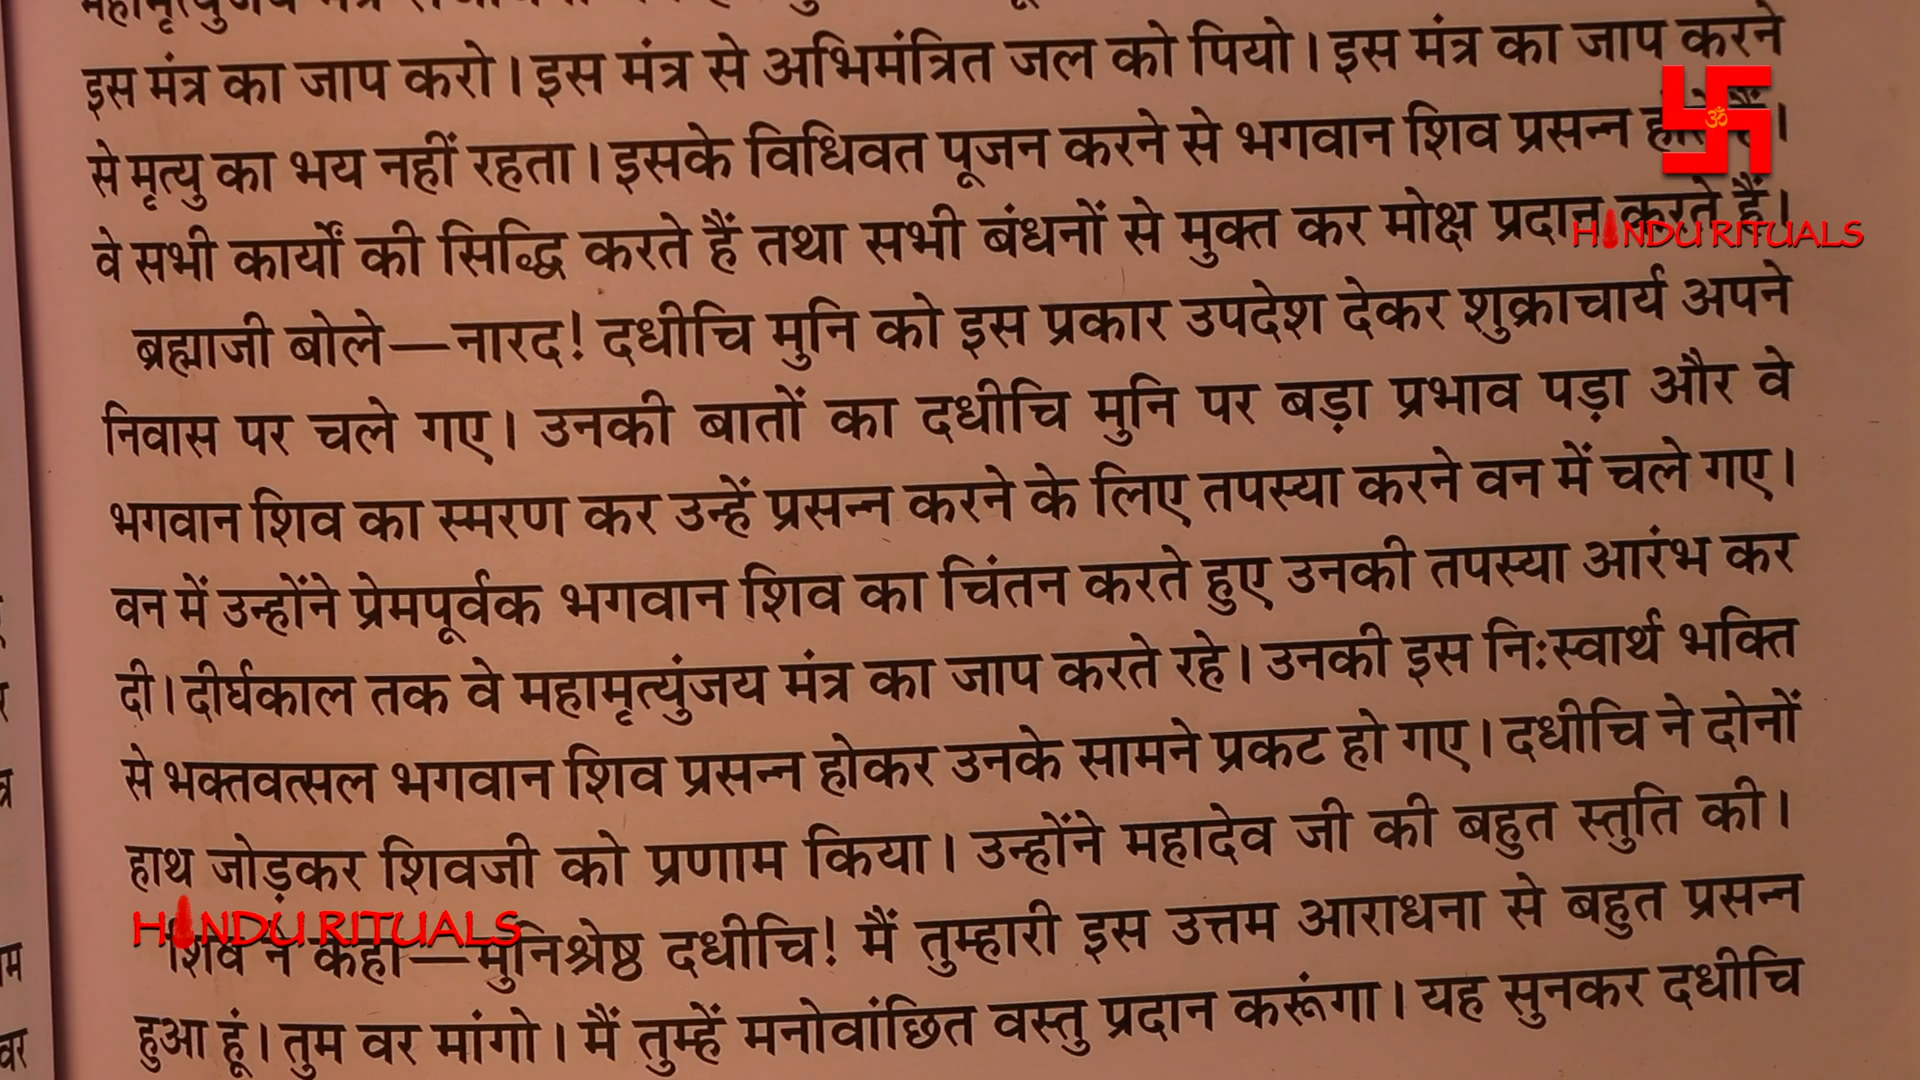 इस मंत्र का जाप करो। इस मंत्र से अभिमंत्रित जल को पियो। इस मंत्र का जाप करने
से मृत्यु का भय नहीं रहता। इसके विधिवत पूजन करने से भगवान शिव प्रसन्न
ॐ
वे सभी कार्यों की सिद्धि करते हैं तथा सभी बंधनों से मुक्त कर मोक्ष प्रदान करते हैं।
HINDU RITUALS
ब्रह्माजी बोले—नारद! दधीचि मुनि को इस प्रकार उपदेश देकर शुक्राचार्य अपने
निवास पर चले गए। उनकी बातों का दधीचि मुनि पर बड़ा प्रभाव पड़ा और वे
भगवान शिव का स्मरण कर उन्हें प्रसन्न करने के लिए तपस्या करने वन में चले गए।
वन में उन्होंने प्रेमपूर्वक भगवान शिव का चिंतन करते हुए उनकी तपस्या आरंभ कर
दी। दीर्घकाल तक वे महामृत्युंजय मंत्र का जाप करते रहे। उनकी इस निःस्वार्थ भक्ति
से भक्तवत्सल भगवान शिव प्रसन्न होकर उनके सामने प्रकट हो गए। दधीचि ने दोनों
हाथ जोड़कर शिवजी को प्रणाम किया। उन्होंने महादेव जी की बहुत स्तुति की।
HINDU RITUALS
शिव ने कहा—मुनिश्रेष्ठ दधीचि! मैं तुम्हारी इस उत्तम आराधना से बहुत प्रसन्न
हुआ हूं। तुम वर मांगो। मैं तुम्हें मनोवांछित वस्तु प्रदान करूंगा। यह सुनकर दधीचि